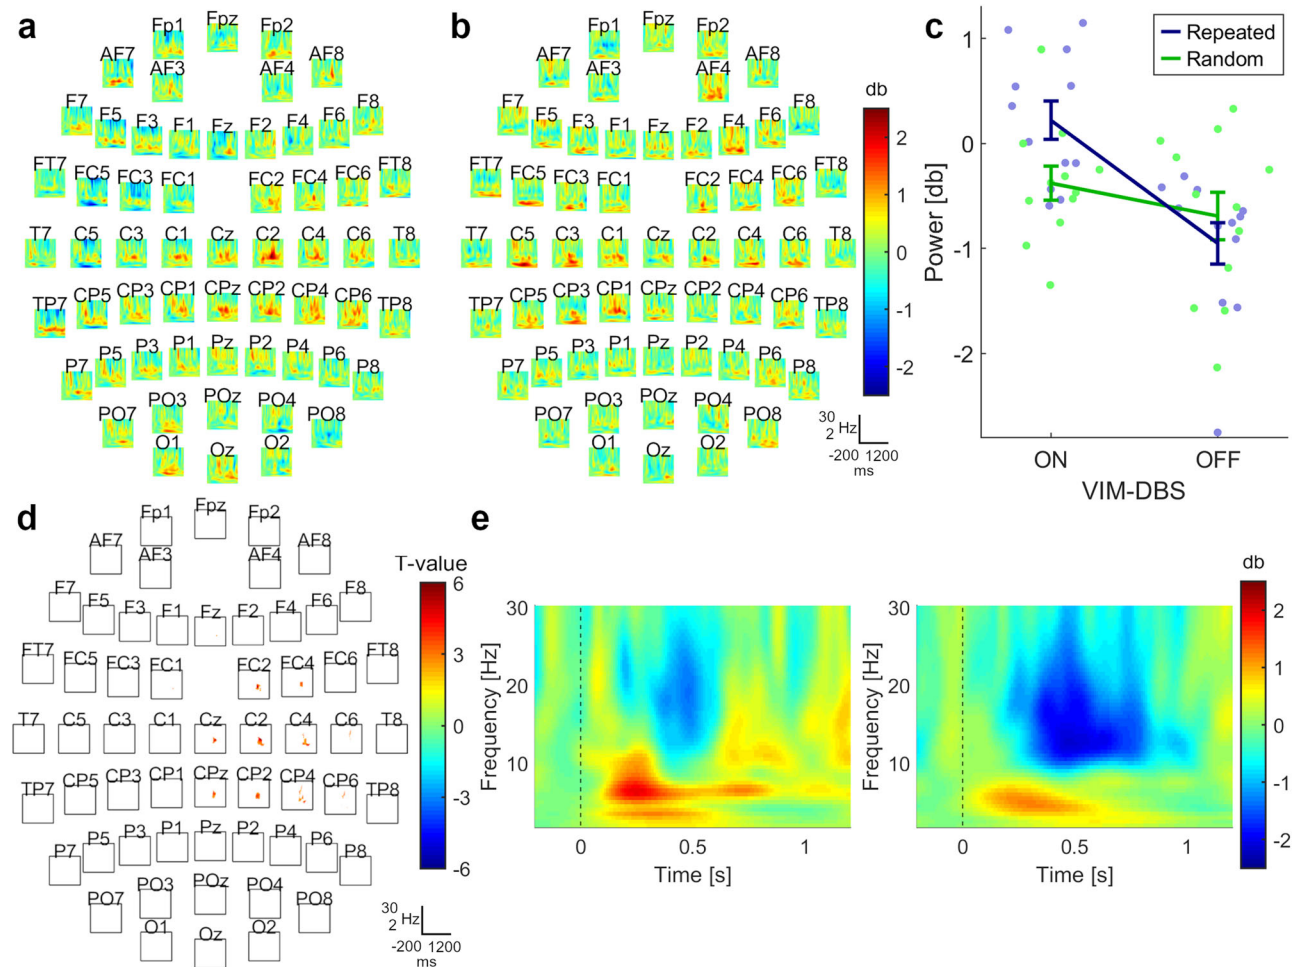 a
Fp1 Fpz Fp2
AF7 AF3 AF4 AF8
F7 F5 F3 F1 Fz F2 F4 F6 F8
FT7 FC5 FC3 FC1 FC2 FC4 FC6 FT8
T7 C5 C3 C1 Cz C2 C4 C6 T8
TP7 CP5 CP3 CP1 CPz CP2 CP4 CP6 TP8
P7 P5 P3 P1 Pz P2 P4 P6 P8
PO7 PO3 POz PO4 PO8
O1 Oz O2
b
Fp1 Fpz Fp2
AF7 AF3 AF4 AF8
F7 F5 F3 F1 Fz F2 F4 F6 F8
FT7 FC5 FC3 FC1 FC2 FC4 FC6 FT8
T7 C5 C3 C1 Cz C2 C4 C6 T8
TP7 CP5 CP3 CP1 CPz CP2 CP4 CP6 TP8
P7 P5 P3 P1 Pz P2 P4 P6 P8
PO7 PO3 POz PO4 PO8
O1 Oz O2
db
2
1
0
-1
-2
30
2 Hz
-200 1200
ms
c
Repeated
Random
Power [db]
1
0
-1
-2
ON OFF
VIM-DBS
d
Fp1 Fpz Fp2
AF7 AF3 AF4 AF8
F7 F5 F3 F1 Fz F2 F4 F6 F8
FT7 FC5 FC3 FC1 FC2 FC4 FC6 FT8
T7 C5 C3 C1 Cz C2 C4 C6 T8
TP7 CP5 CP3 CP1 CPz CP2 CP4 CP6 TP8
P7 P5 P3 P1 Pz P2 P4 P6 P8
PO7 PO3 POz PO4 PO8
O1 Oz O2
T-value
6
3
0
-3
-6
30
2 Hz
-200 1200
ms
e
Frequency [Hz]
30
20
10
0 0.5 1
Time [s]
Frequency [Hz]
30
20
10
0 0.5 1
Time [s]
db
2
1
0
-1
-2